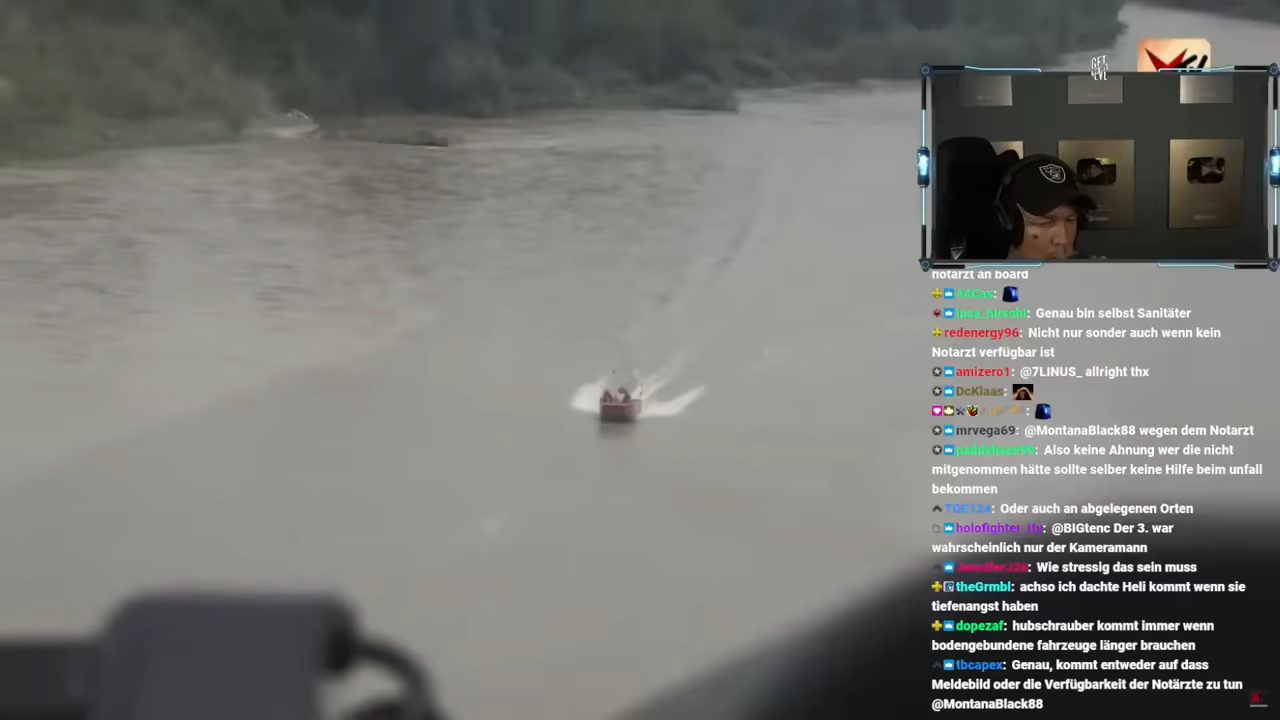 GET
LVL
notarzt an board
44Cas:
luca_hirschi: Genau bin selbst Sanitäter
redenergy96: Nicht nur sonder auch wenn kein
Notarzt verfügbar ist
amizero1: @7LINUS_ allright thx
DcKlaas:
:
mrvega69: @MontanaBlack88 wegen dem Notarzt
Also keine Ahnung wer die nicht
mitgenommen hätte sollte selber keine Hilfe beim unfall
bekommen
TGE124: Oder auch an abgelegenen Orten
holofighter_ttv: @BIGtenc Der 3. war
wahrscheinlich nur der Kameramann
JenniferJ26: Wie stressig das sein muss
theGrmbl: achso ich dachte Heli kommt wenn sie
tiefenangst haben
dopezaf: hubschrauber kommt immer wenn
bodengebundene fahrzeuge länger brauchen
tbcapex: Genau, kommt entweder auf dass
Meldebild oder die Verfügbarkeit der Notärzte zu tun
@MontanaBlack88